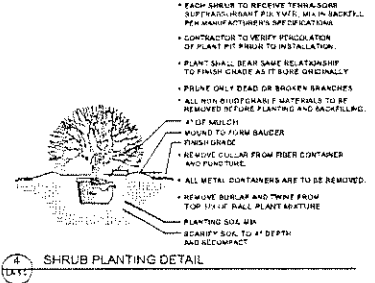 • EACH SHRUB TO RECEIVE TERRA-SORB
SUPERABSORBANT POLYMER, MIX IN BACKFILL
PER MANUFACTURER'S SPECIFICATIONS
• CONTRACTOR TO VERIFY PERCOLATION
OF PLANT PIT PRIOR TO INSTALLATION.
• PLANT SHALL BEAR SAME RELATIONSHIP
TO FINISH GRADE AS IT BORE ORIGINALLY
• PRUNE ONLY DEAD OR BROKEN BRANCHES
• ALL NON BIODEGRABLE MATERIALS TO BE
REMOVED BEFORE PLANTING AND BACKFILLING.
4" OF MULCH
MOUND TO FORM SAUCER
FINISH GRADE
• REMOVE COLLAR FROM FIBER CONTAINER
AND PUNCTURE.
• ALL METAL CONTAINERS ARE TO BE REMOVED.
• REMOVE BURLAP AND TWINE FROM
TOP OF BALL PLANT MIXTURE
PLANTING SOIL MIX
SCARIFY SOIL TO 4" DEPTH
AND RECOMPACT
4 SHRUB PLANTING DETAIL